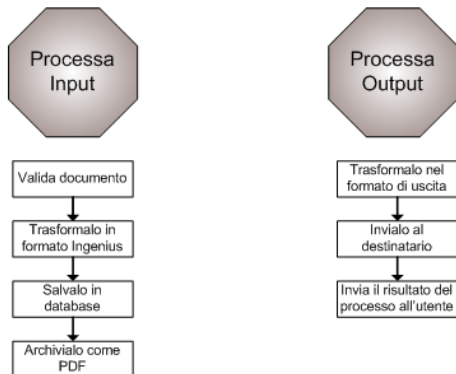 Processa
Input
Valida documento
Trasformalo in
formato Ingenius
Salvalo in
database
Archivialo come
PDF
Processa
Output
Trasformalo nel
formato di uscita
Invialo al
destinatario
Invia il risultato del
processo all'utente